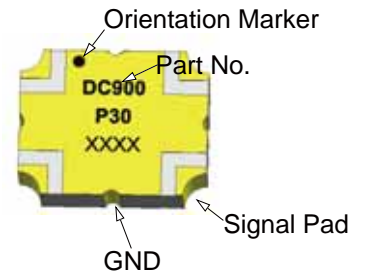 Orientation Marker
Part No.
DC900
P30
XXXX
Signal Pad
GND